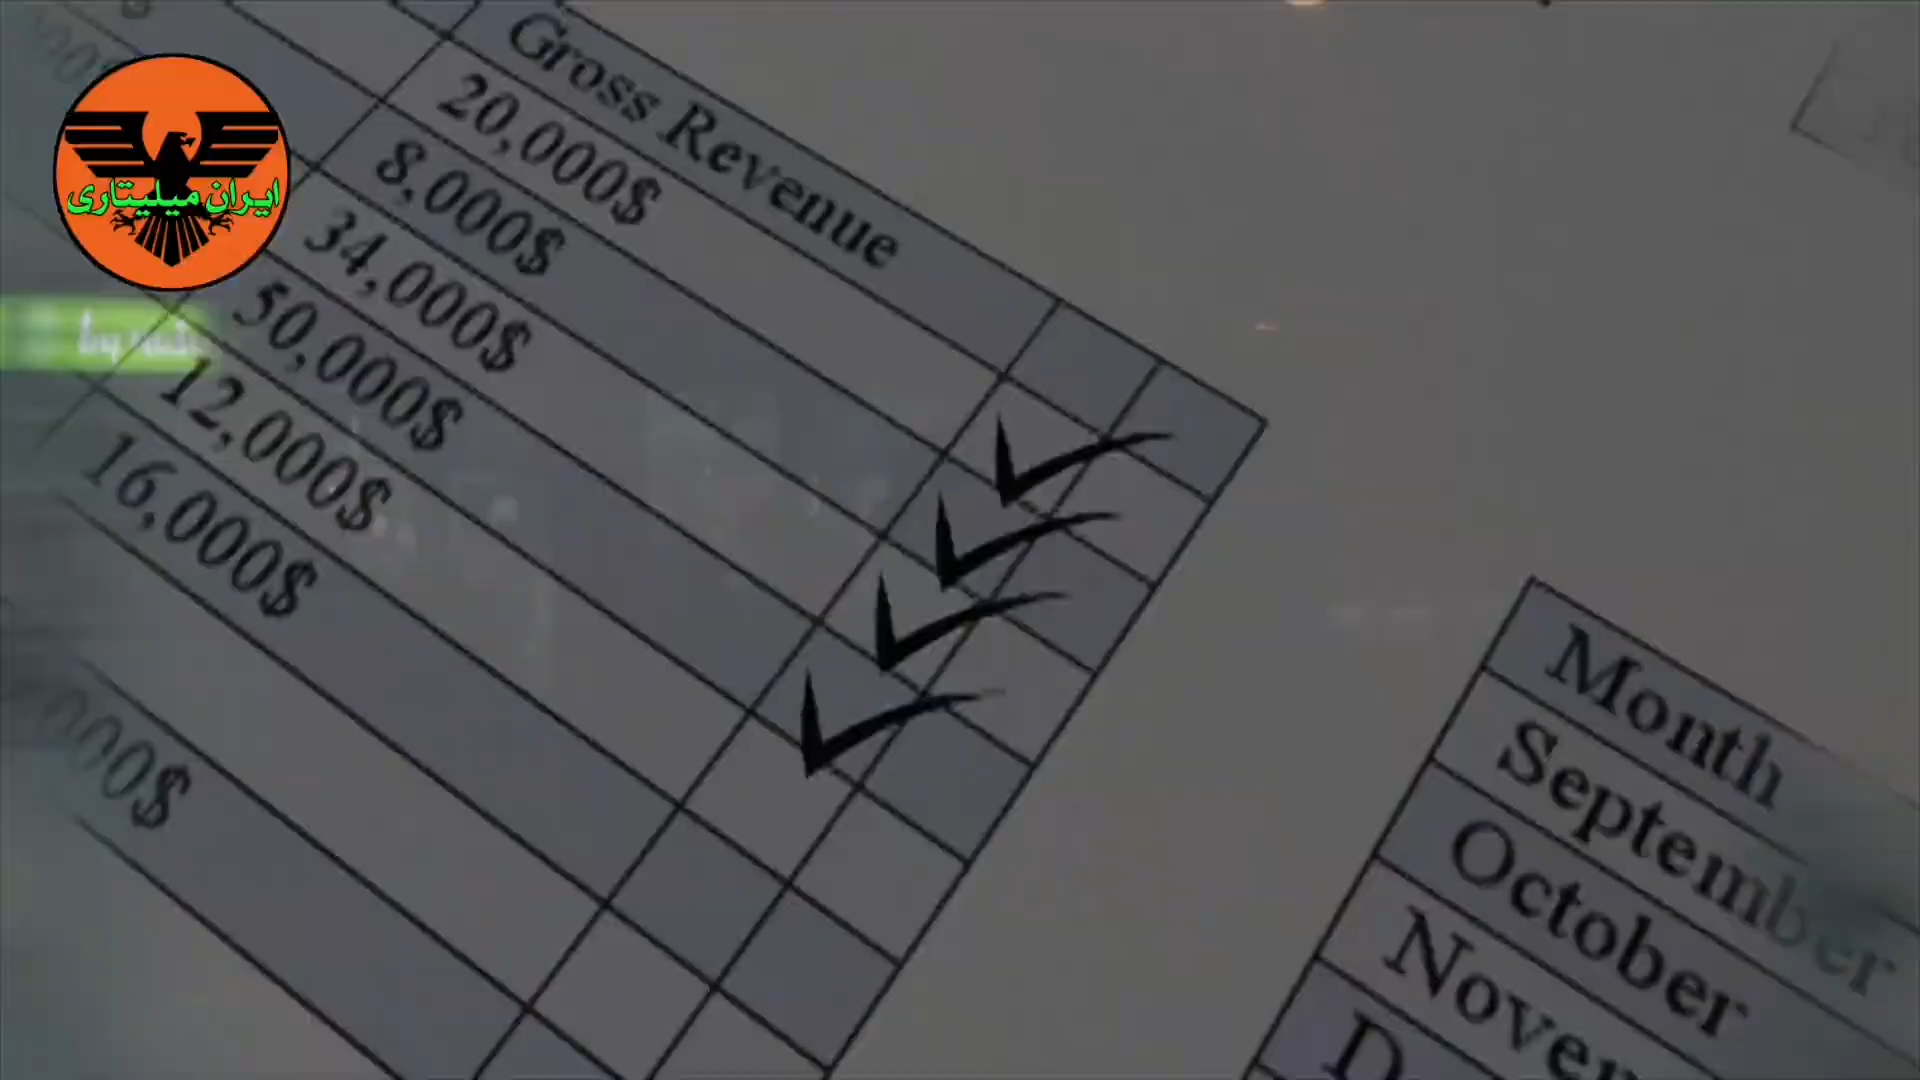 ایران میلیتاری
Gross Revenue
20,000$
8,000$
34,000$
50,000$
12,000$
16,000$
000$
Month
September
October
Novem
D